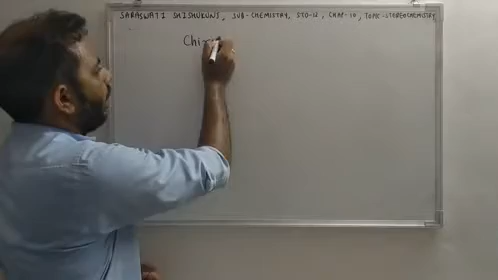 SARASWATI SHISHUKUNJ, SUB-CHEMISTRY, STD-12, CHAP-10, TOPIC-STEREOCHEMISTRY
Chi